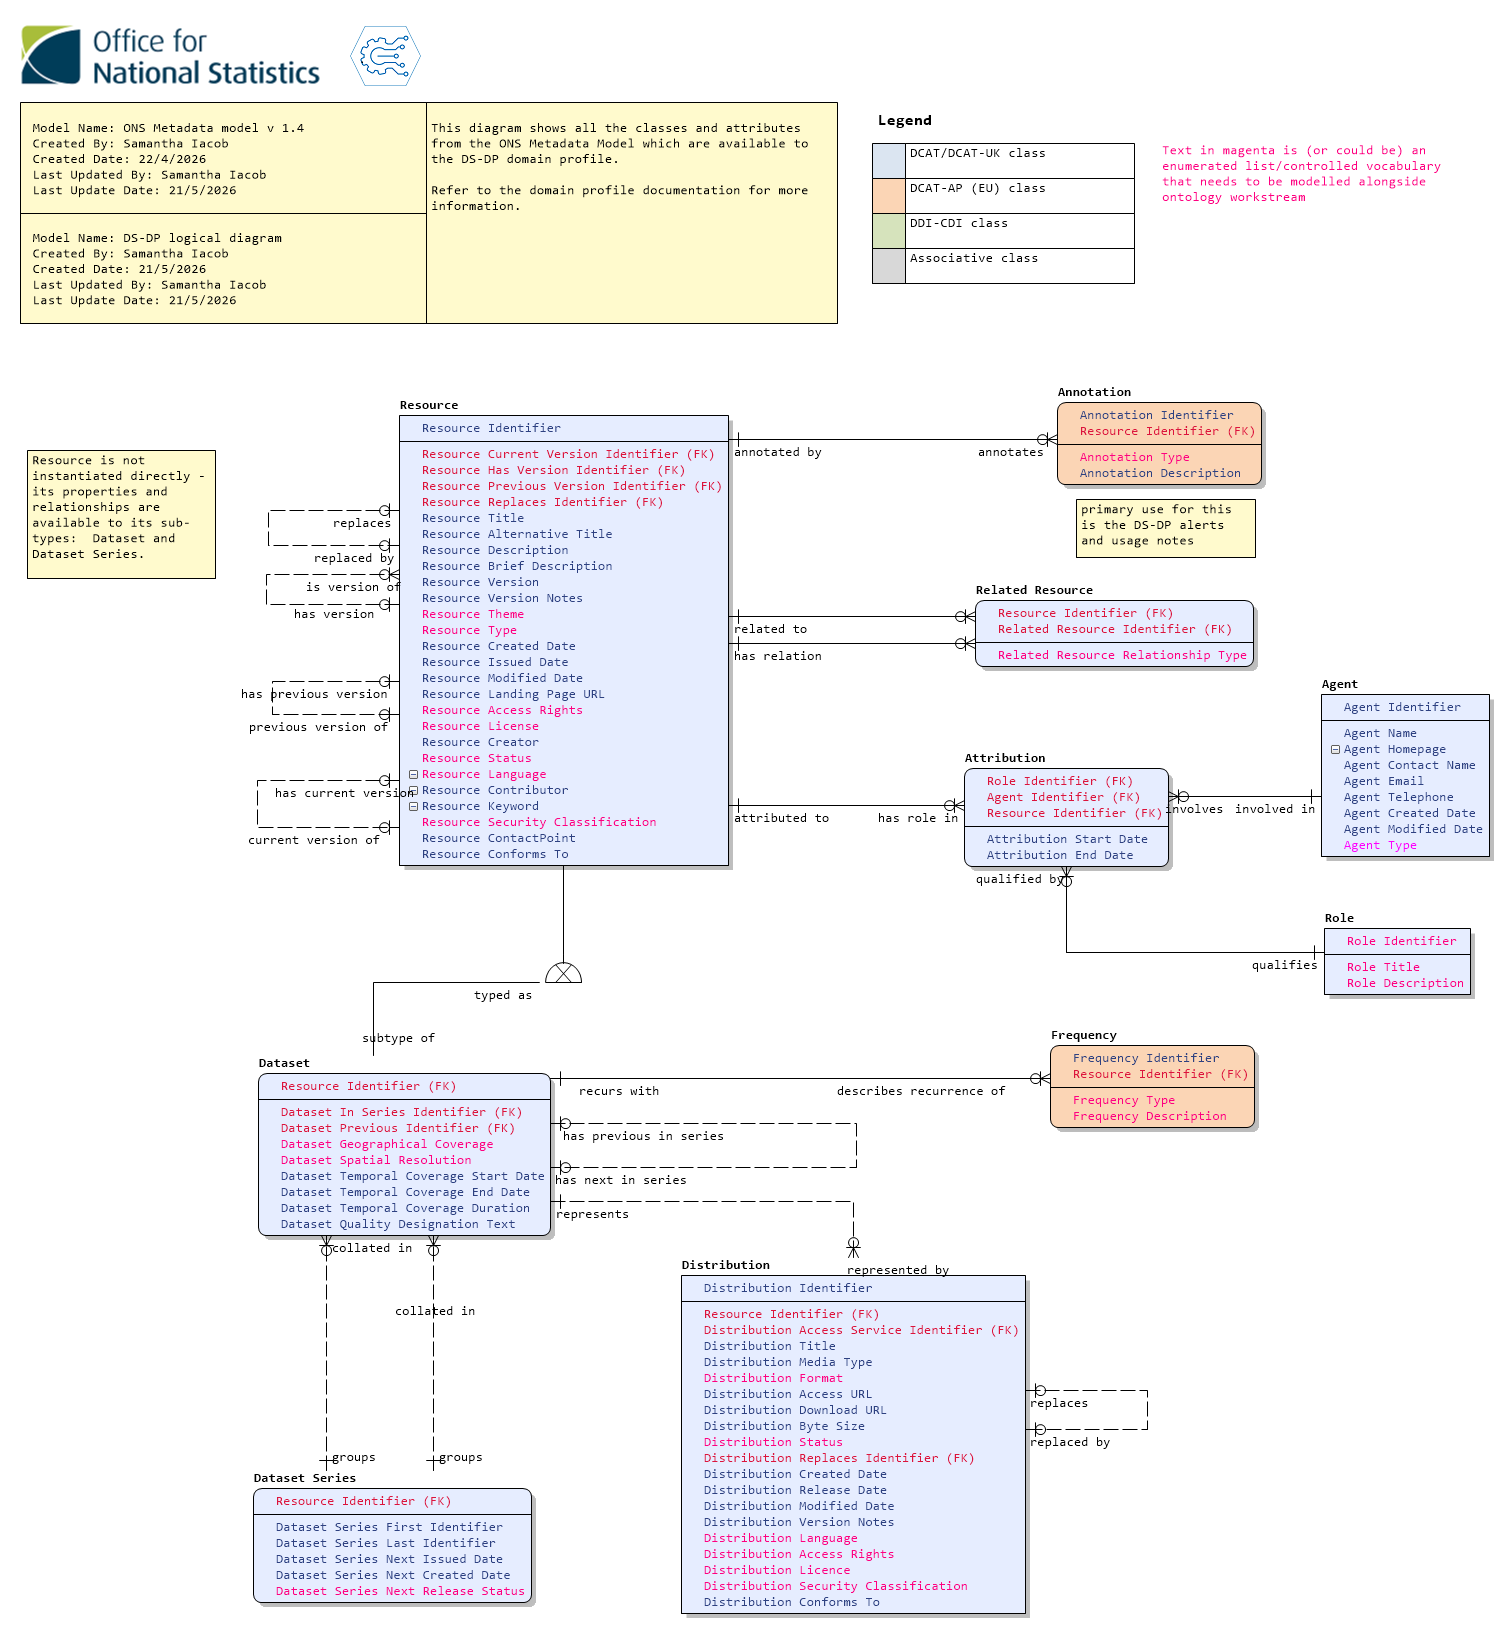 Office for
National Statistics
Model Name: ONS Metadata model v 1.4
Created By: Samantha Iacob
Created Date: 22/4/2026
Last Updated By: Samantha Iacob
Last Update Date: 21/5/2026
Model Name: DS-DP logical diagram
Created By: Samantha Iacob
Created Date: 21/5/2026
Last Updated By: Samantha Iacob
Last Update Date: 21/5/2026
This diagram shows all the classes and attributes
from the ONS Metadata Model which are available to
the DS-DP domain profile.
Refer to the domain profile documentation for more
information.
Legend
DCAT/DCAT-UK class
DCAT-AP (EU) class
DDI-CDI class
Associative class
Text in magenta is (or could be) an
enumerated list/controlled vocabulary
that needs to be modelled alongside
ontology workstream
Resource is not
instantiated directly -
its properties and
relationships are
available to its sub-
types:  Dataset and
Dataset Series.
replaces
replaced by
is version of
has version
has previous version
previous version of
has current version
current version of
Resource
Resource Identifier
Resource Current Version Identifier (FK)
Resource Has Version Identifier (FK)
Resource Previous Version Identifier (FK)
Resource Replaces Identifier (FK)
Resource Title
Resource Alternative Title
Resource Description
Resource Brief Description
Resource Version
Resource Version Notes
Resource Theme
Resource Type
Resource Created Date
Resource Issued Date
Resource Modified Date
Resource Landing Page URL
Resource Access Rights
Resource License
Resource Creator
Resource Status
Resource Language
Resource Contributor
Resource Keyword
Resource Security Classification
Resource ContactPoint
Resource Conforms To
annotated by
annotates
Annotation
Annotation Identifier
Resource Identifier (FK)
Annotation Type
Annotation Description
primary use for this
is the DS-DP alerts
and usage notes
related to
has relation
Related Resource
Resource Identifier (FK)
Related Resource Identifier (FK)
Related Resource Relationship Type
attributed to
has role in
Attribution
Role Identifier (FK)
Agent Identifier (FK)
Resource Identifier (FK)
Attribution Start Date
Attribution End Date
involves
involved in
Agent
Agent Identifier
Agent Name
Agent Homepage
Agent Contact Name
Agent Email
Agent Telephone
Agent Created Date
Agent Modified Date
Agent Type
qualified by
qualifies
Role
Role Identifier
Role Title
Role Description
typed as
subtype of
Dataset
Resource Identifier (FK)
Dataset In Series Identifier (FK)
Dataset Previous Identifier (FK)
Dataset Geographical Coverage
Dataset Spatial Resolution
Dataset Temporal Coverage Start Date
Dataset Temporal Coverage End Date
Dataset Temporal Coverage Duration
Dataset Quality Designation Text
recurs with
describes recurrence of
Frequency
Frequency Identifier
Resource Identifier (FK)
Frequency Type
Frequency Description
has previous in series
has next in series
represents
represented by
collated in
collated in
groups
groups
Dataset Series
Resource Identifier (FK)
Dataset Series First Identifier
Dataset Series Last Identifier
Dataset Series Next Issued Date
Dataset Series Next Created Date
Dataset Series Next Release Status
Distribution
Distribution Identifier
Resource Identifier (FK)
Distribution Access Service Identifier (FK)
Distribution Title
Distribution Media Type
Distribution Format
Distribution Access URL
Distribution Download URL
Distribution Byte Size
Distribution Status
Distribution Replaces Identifier (FK)
Distribution Created Date
Distribution Release Date
Distribution Modified Date
Distribution Version Notes
Distribution Language
Distribution Access Rights
Distribution Licence
Distribution Security Classification
Distribution Conforms To
replaces
replaced by